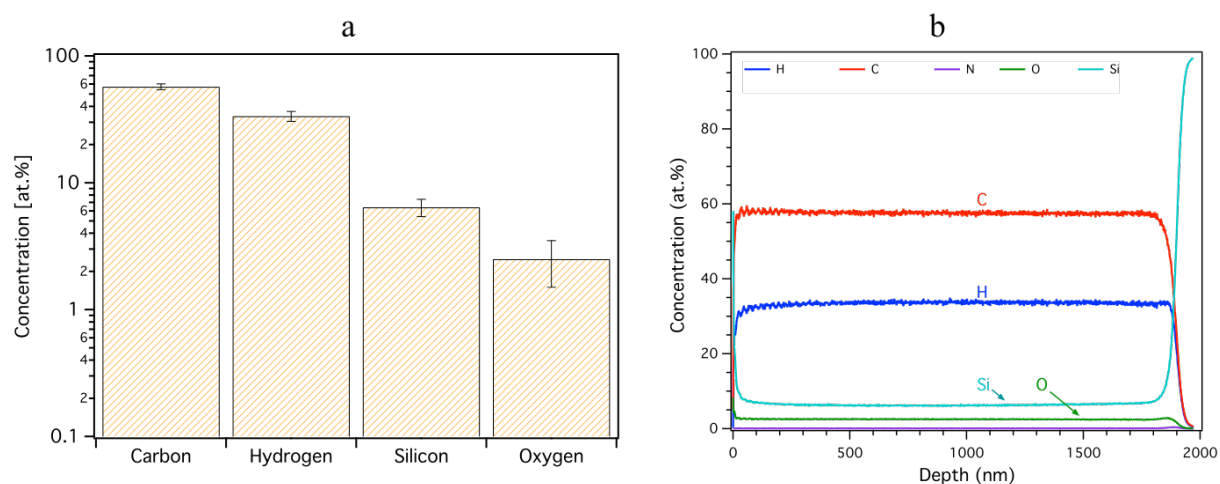 a
100
6
4
2
10
6
4
2
1
6
4
2
0.1
Concentration [at.%]
Carbon Hydrogen Silicon Oxygen
b
100
80
60
40
20
0
Concentration (at.%)
H C N O Si
C
H
Si O
0 500 1000 1500 2000
Depth (nm)